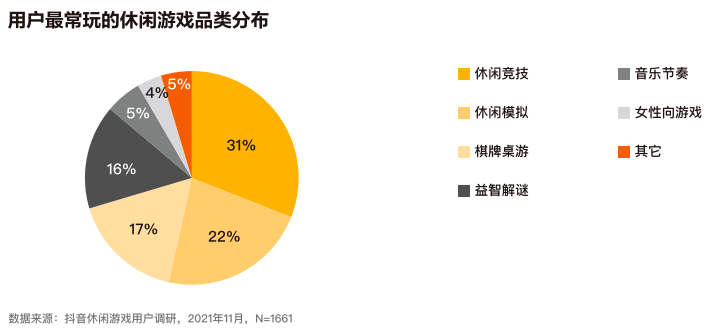 用户最常玩的休闲游戏品类分布
31%
22%
17%
16%
5%
4%
5%
休闲竞技
休闲模拟
棋牌桌游
益智解谜
音乐节奏
女性向游戏
其它
数据来源：抖音休闲游戏用户调研，2021年11月，N=1661